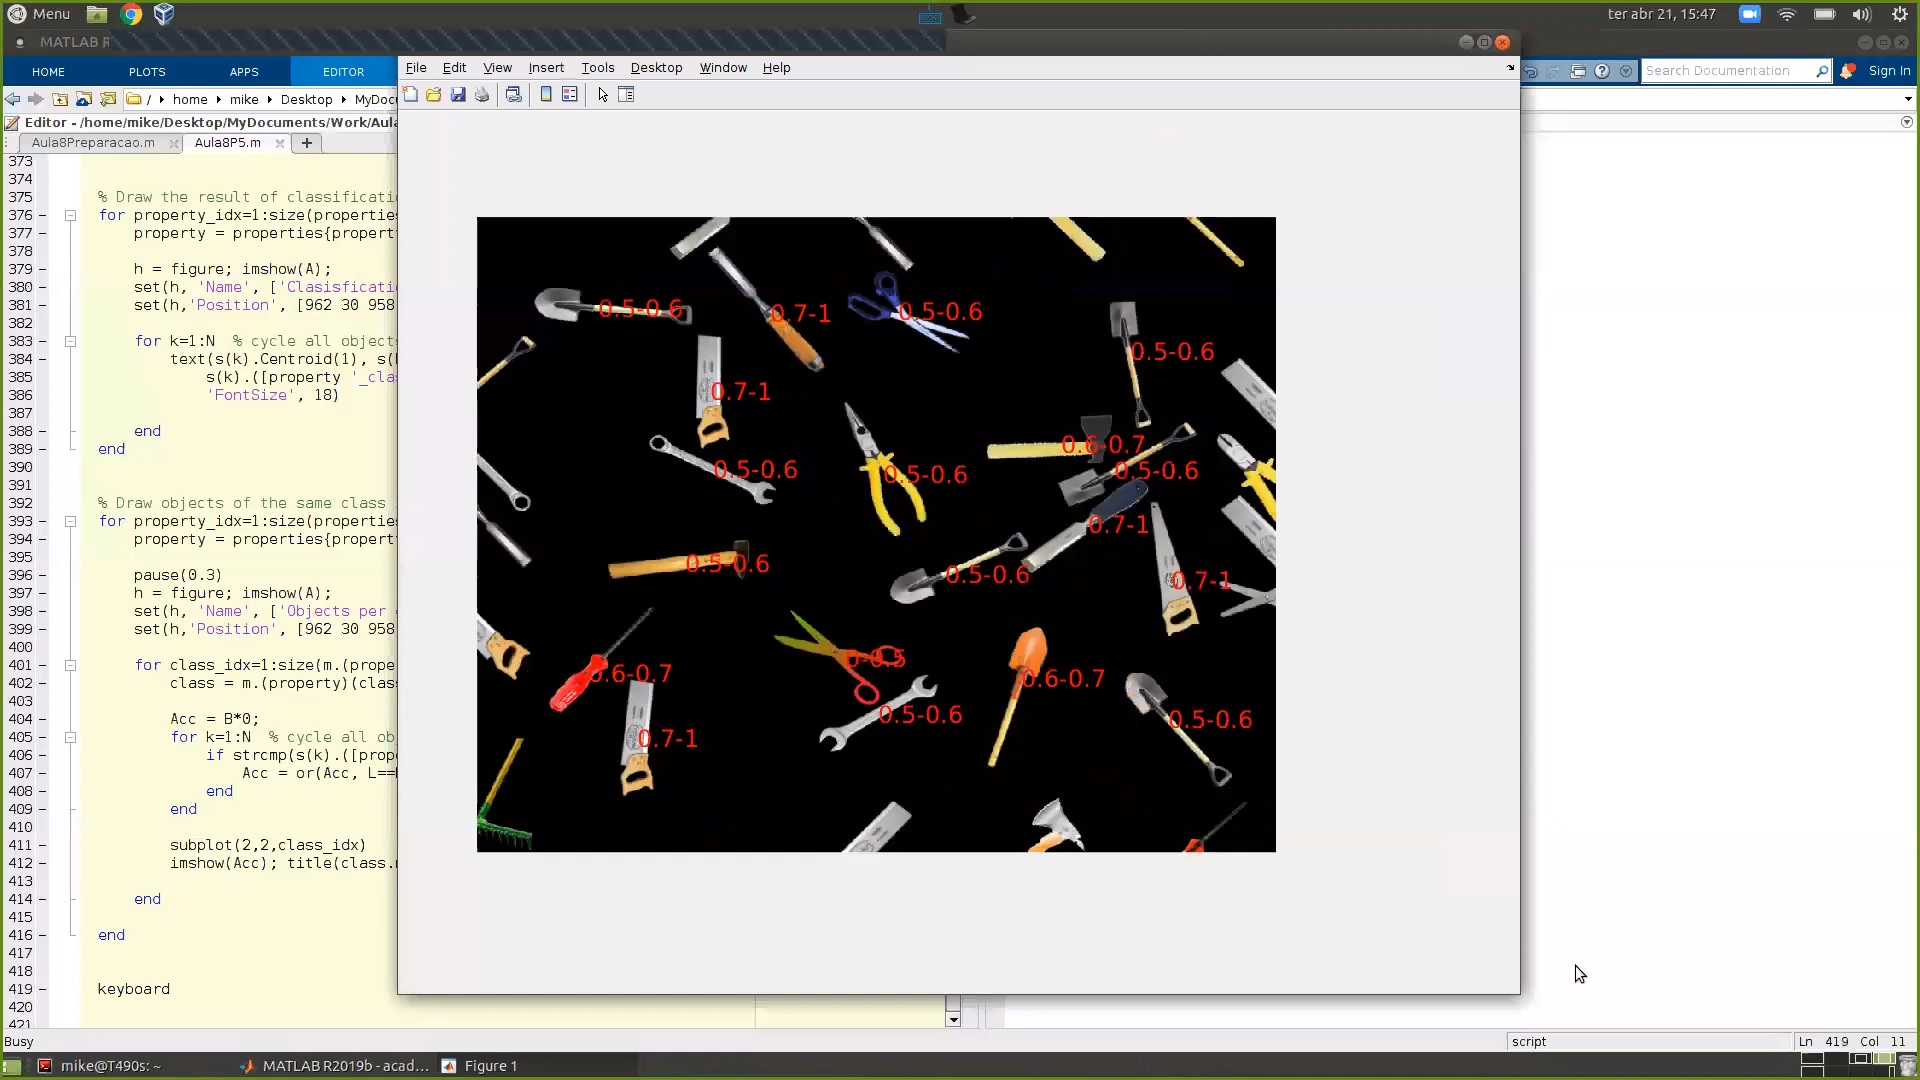 Menu
ter abr 21, 15:47
MATLAB R
HOME PLOTS APPS EDITOR
File Edit View Insert Tools Desktop Window Help
Search Documentation
Sign In
/ home mike Desktop MyDoc
Editor - /home/mike/Desktop/MyDocuments/Work/Aul
Aula8Preparacao.m
Aula8P5.m
+
373
374
375 % Draw the result of classificati
376 for property_idx=1:size(propertie
377 property = properties{propert
378
379 h = figure; imshow(A);
380 set(h, 'Name', ['Clasisficati
381 set(h,'Position', [962 30 958
382
383 for k=1:N % cycle all object
384 text(s(k).Centroid(1), s(
385 s(k).([property '_cla
386 'FontSize', 18)
387
388 end
389 end
390
391
392 % Draw objects of the same class
393 for property_idx=1:size(propertie
394 property = properties{propert
395
396 pause(0.3)
397 h = figure; imshow(A);
398 set(h, 'Name', ['Objects per
399 set(h,'Position', [962 30 958
400
401 for class_idx=1:size(m.(prope
402 class = m.(property)(clas
403
404 Acc = B*0;
405 for k=1:N % cycle all ob
406 if strcmp(s(k).([prop
407 Acc = or(Acc, L==
408 end
409 end
410
411 subplot(2,2,class_idx)
412 imshow(Acc); title(class.
413
414 end
415
416 end
417
418
419 keyboard
420
421
0.5-0.6
0.7-1
0.5-0.6
0.5-0.6
0.7-1
0.6-0.7
0.5-0.6
0.5-0.6
0.5-0.6
0.7-1
0.5-0.6
0.5-0.6
0.7-1
0-0.5
0.6-0.7
0.6-0.7
0.5-0.6
0.5-0.6
0.7-1
Busy
script
Ln 419 Col 11
mike@T490s: ~
MATLAB R2019b - acad...
Figure 1